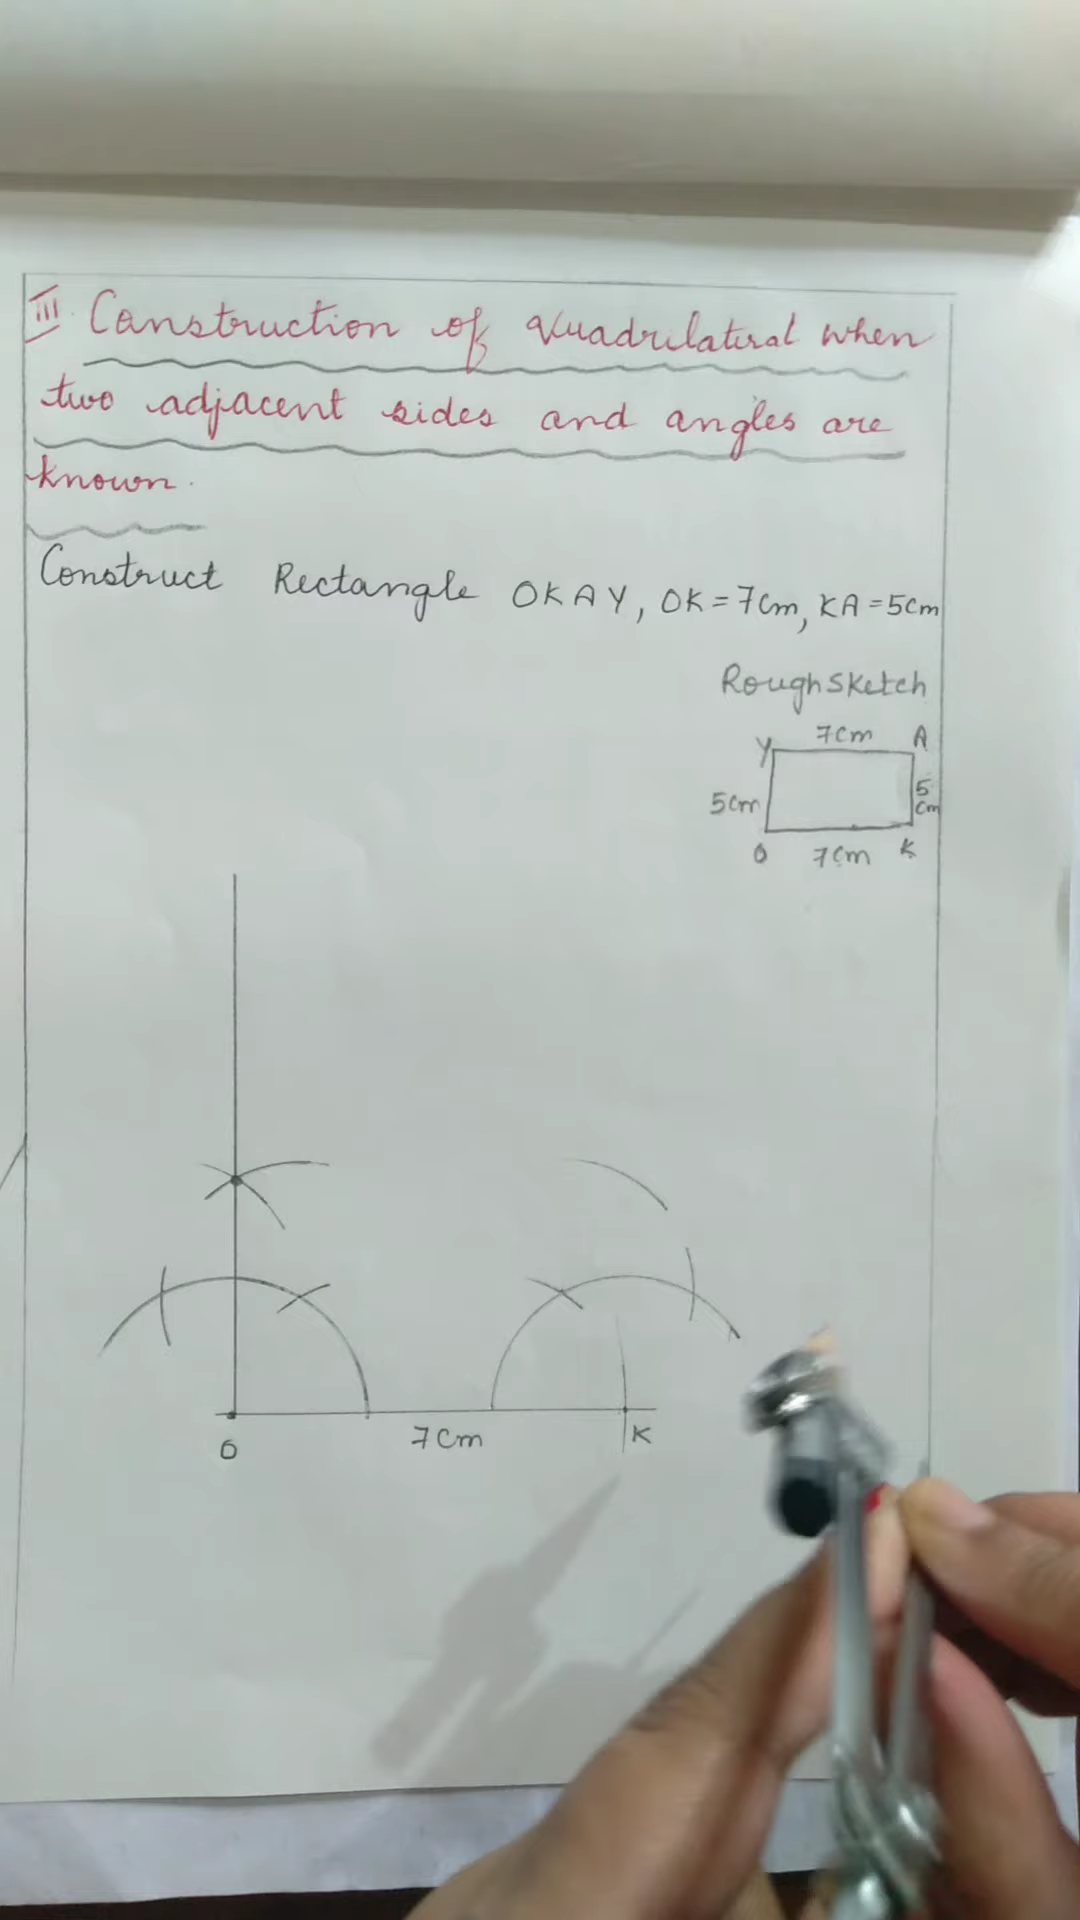 III. Construction of Quadrilateral when
two adjacent sides and angles are
known.
Construct Rectangle OKAY, OK = 7cm, KA = 5cm
Rough Sketch
Y 7cm A
5cm 5 cm
O 7cm K
O 7cm K